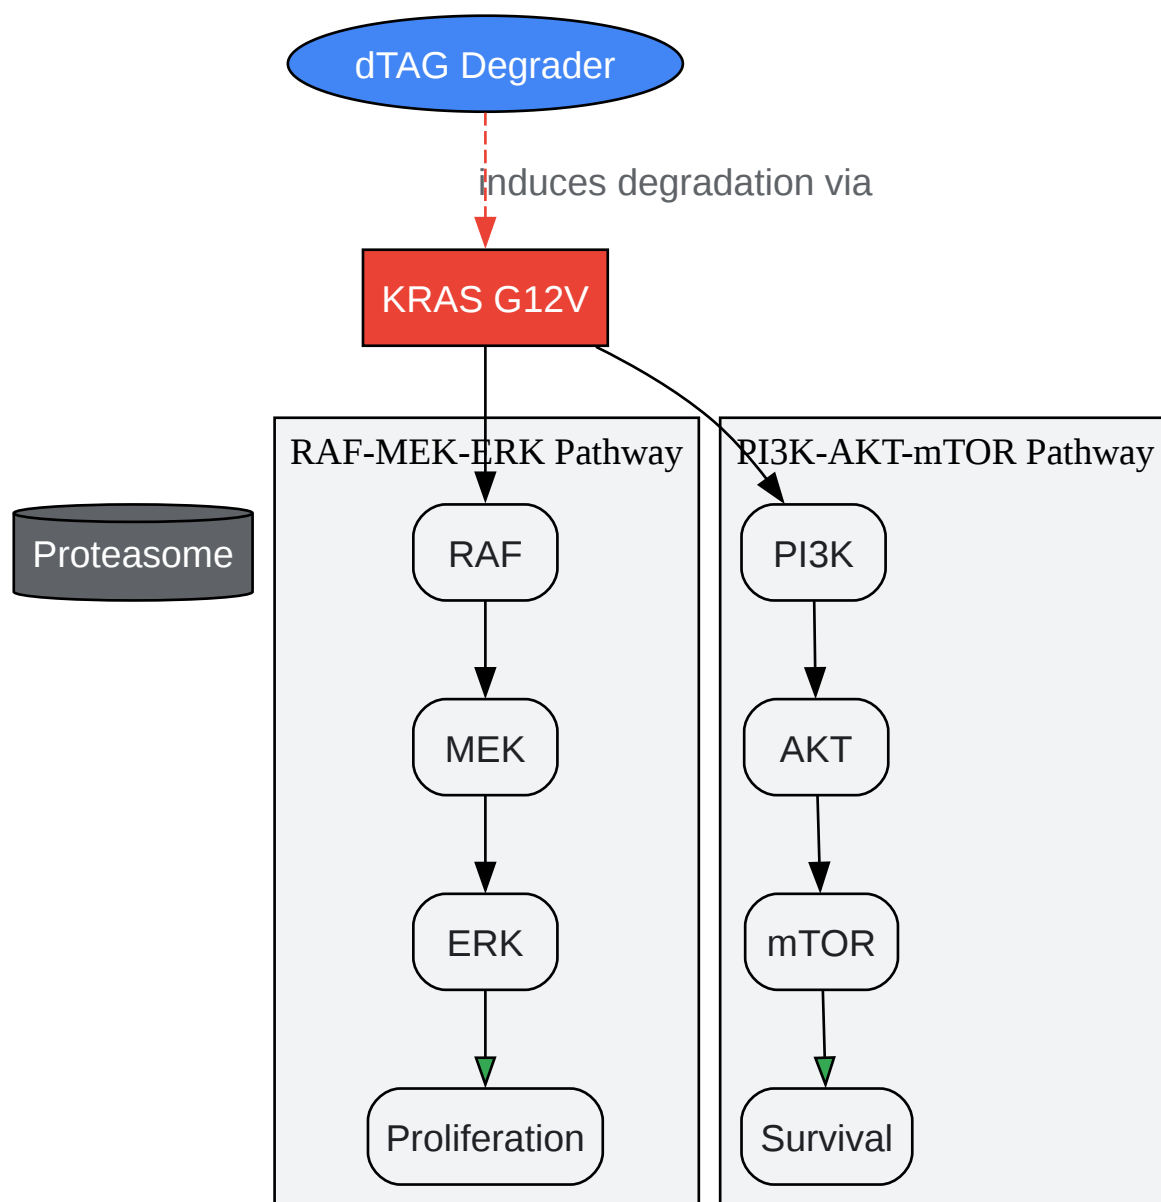 dTAG Degrader
induces degradation via
KRAS G12V
RAF-MEK-ERK Pathway
PI3K-AKT-mTOR Pathway
Proteasome
RAF
PI3K
MEK
AKT
ERK
mTOR
Proliferation
Survival